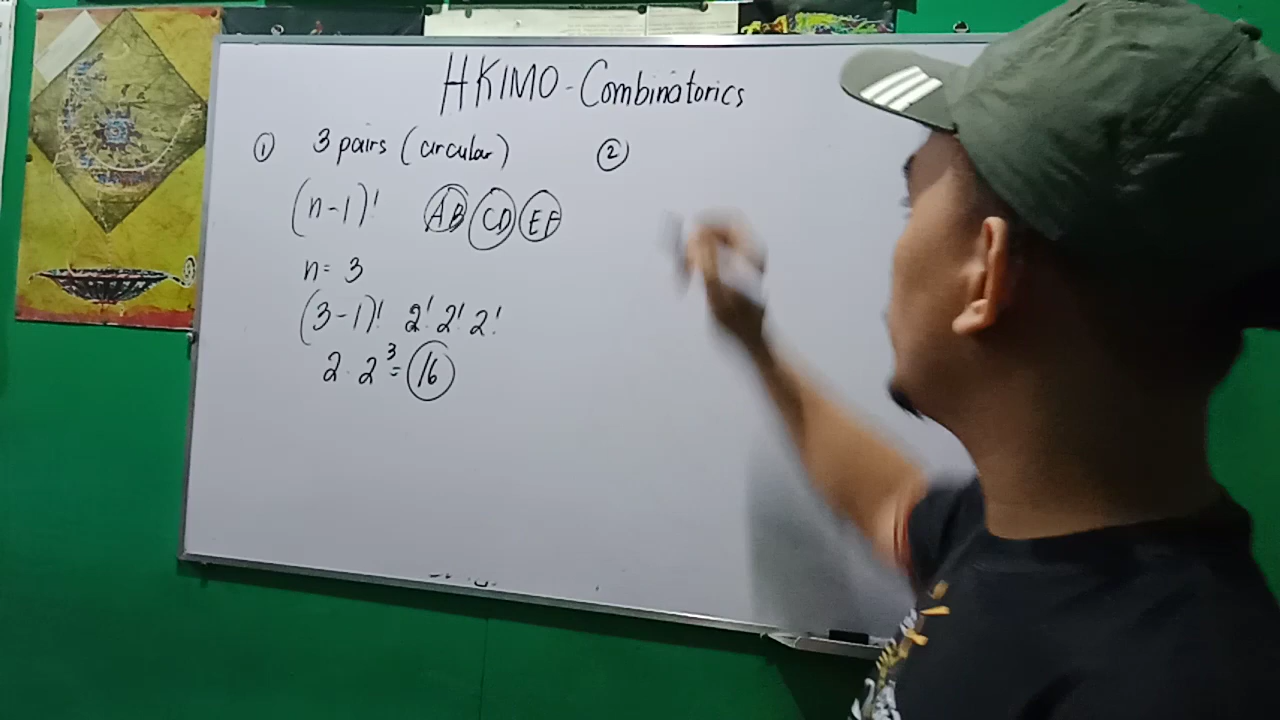 HKIMO - Combinatorics
① 3 pairs (circular)
(n-1)! AB CD EF
n = 3
(3-1)! 2! 2! 2!
2 · 2³ = 16
②